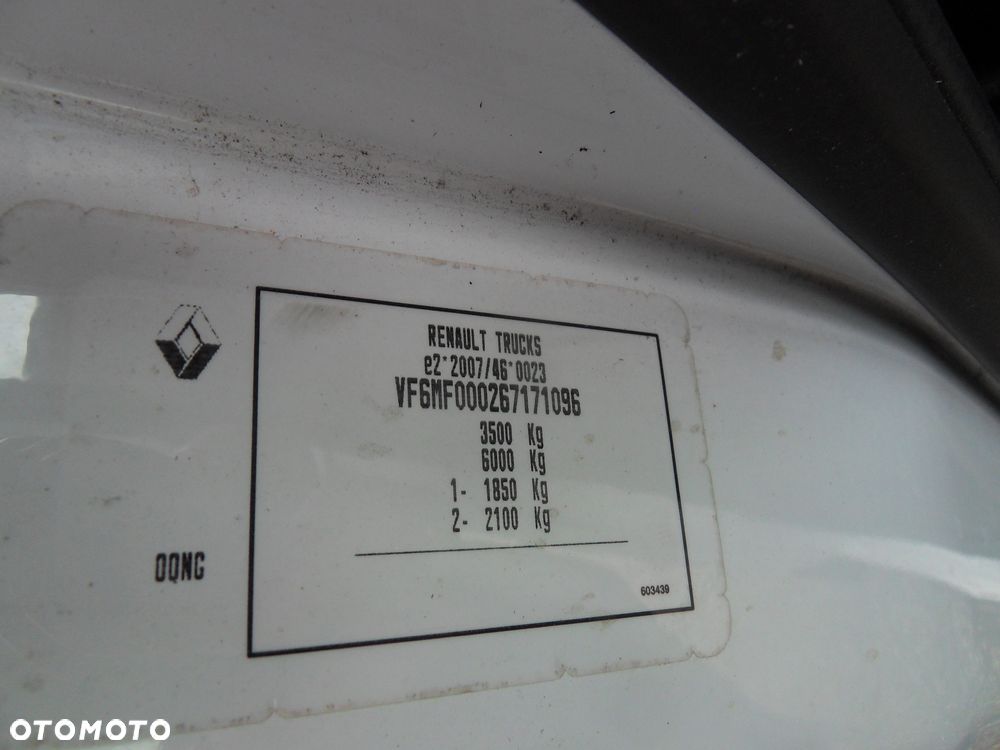 RENAULT TRUCKS
e2*2007/46*0023
VF6MF000267171096
3500 Kg
6000 Kg
1- 1850 Kg
2- 2100 Kg
OQNG
603439
OTOMOTO